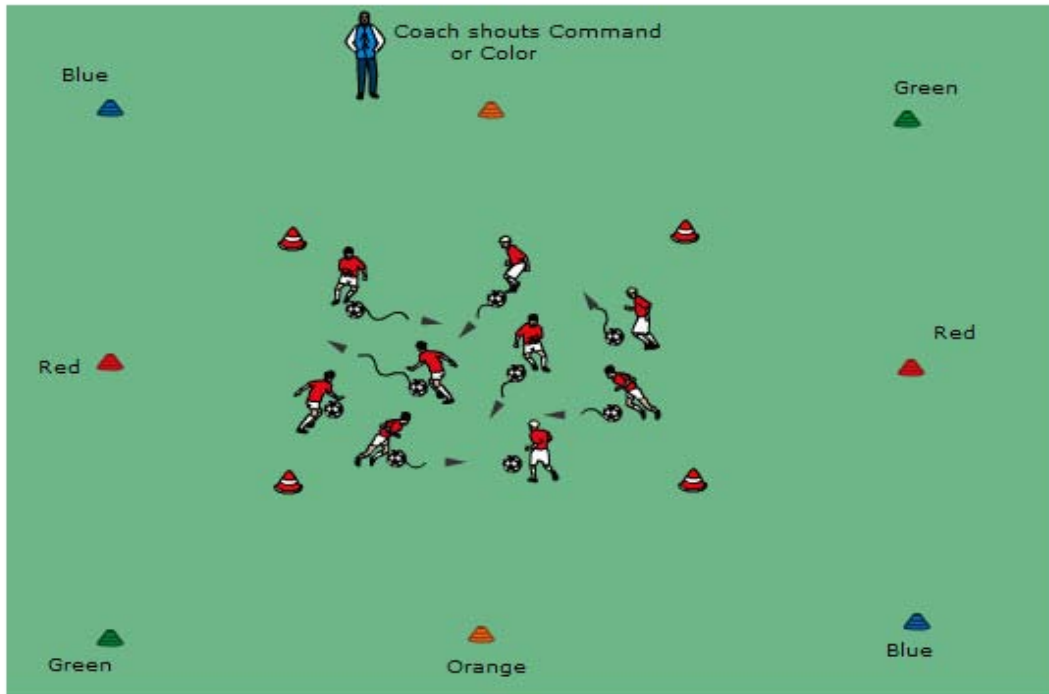 Coach shouts Command
or Color
Blue
Green
Red
Red
Green
Orange
Blue